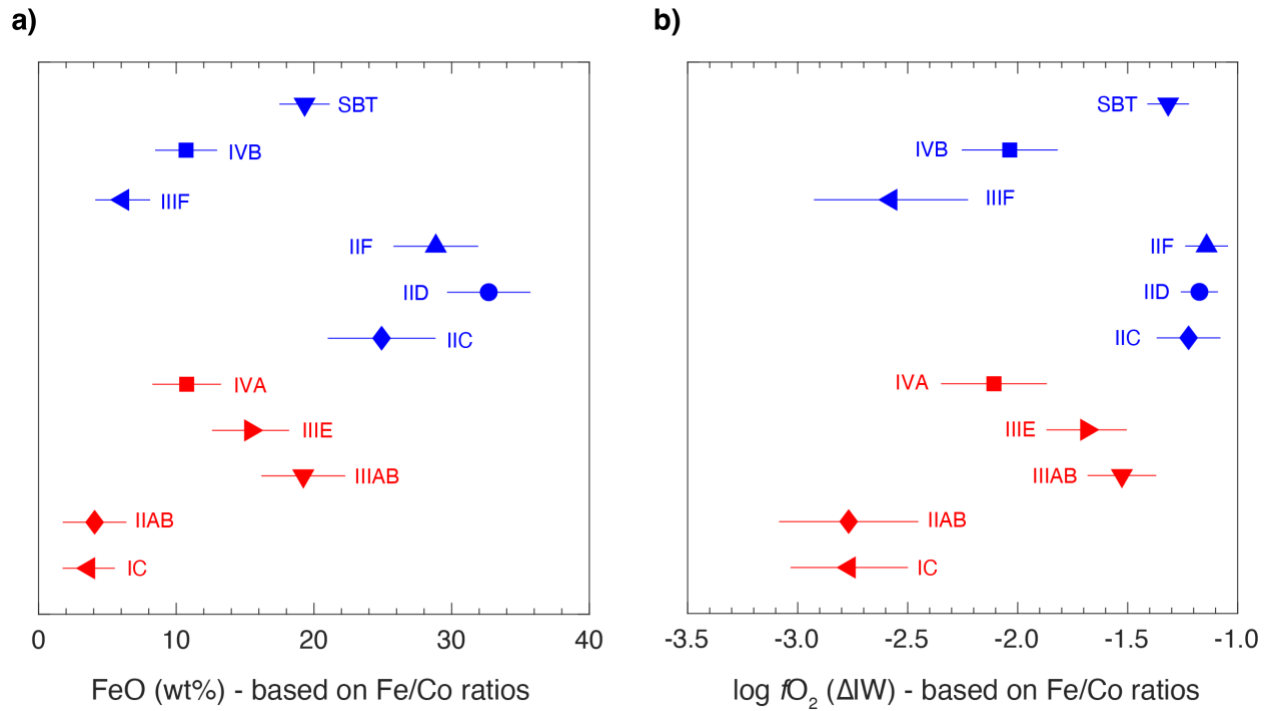 a)
SBT
IVB
IIIF
IIF
IID
IIC
IVA
IIIE
IIIAB
IIAB
IC
0 10 20 30 40
FeO (wt%) - based on Fe/Co ratios
b)
SBT
IVB
IIIF
IIF
IID
IIC
IVA
IIIE
IIIAB
IIAB
IC
-3.5 -3.0 -2.5 -2.0 -1.5 -1.0
log fO₂ (ΔIW) - based on Fe/Co ratios